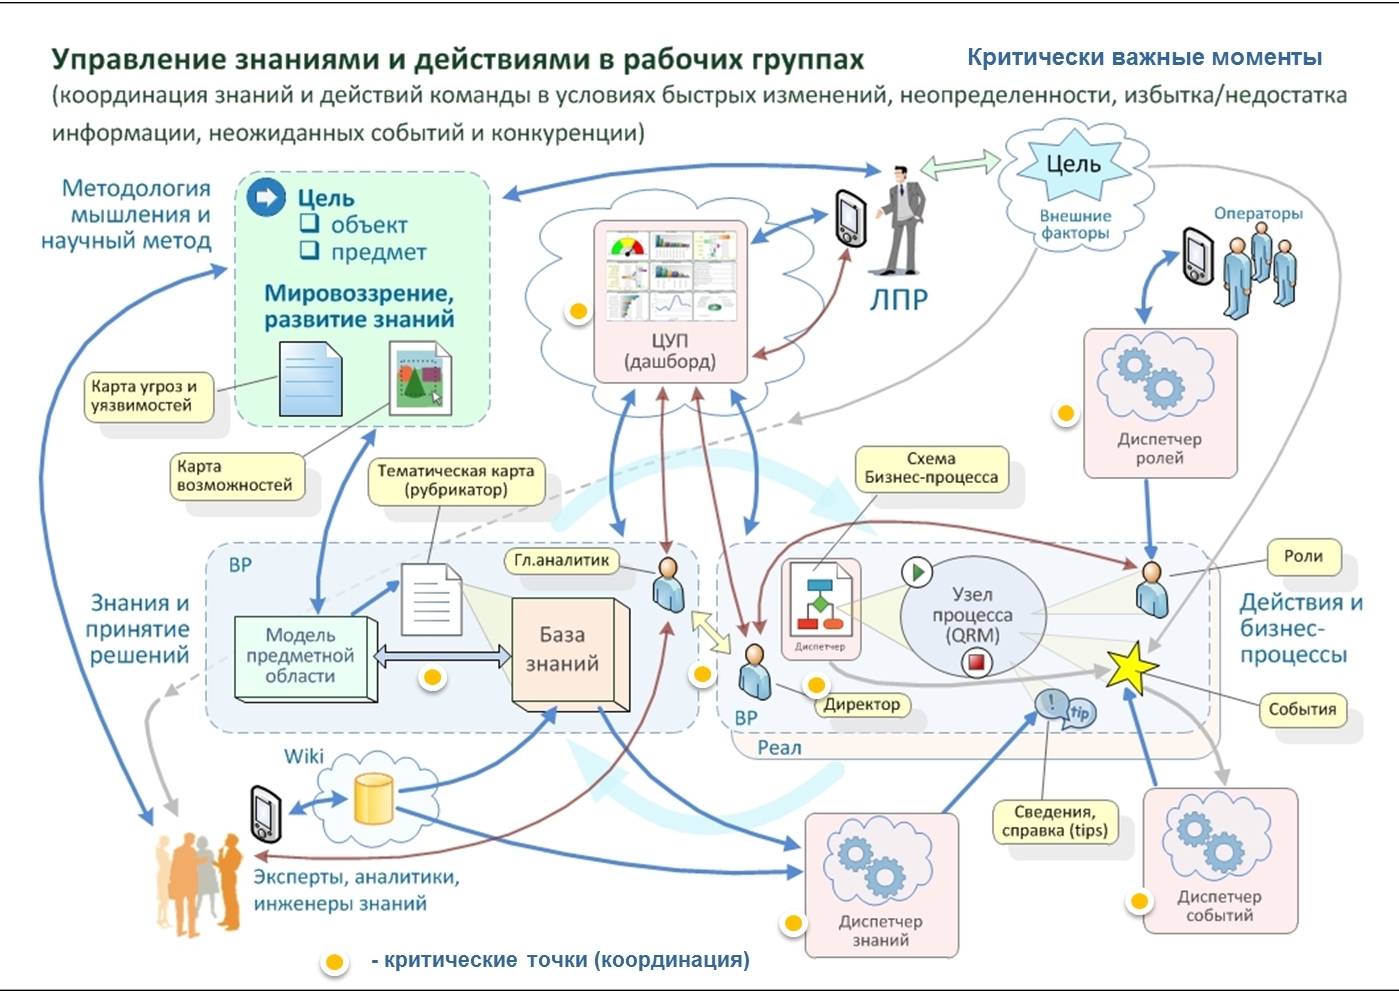 Управление знаниями и действиями в рабочих группах
Критически важные моменты
(координация знаний и действий команды в условиях быстрых изменений, неопределенности, избытка/недостатка
информации, неожиданных событий и конкуренции)
Методология
мышления и
научный метод
Цель
объект
предмет
Мировоззрение,
развитие знаний
Карта угроз и
уязвимостей
Карта
возможностей
ЦУП
(дашборд)
ЛПР
Цель
Внешние
факторы
Операторы
Диспетчер
ролей
Тематическая карта
(рубрикатор)
Схема
Бизнес-процесса
ВР
Гл.аналитик
Знания и
принятие
решений
Модель
предметной
области
База
знаний
Диспетчер
Узел
процесса
(QRM)
Роли
Действия и
бизнес-
процессы
События
!
tip
Директор
ВР
Реал
Wiki
Сведения,
справка (tips)
Эксперты, аналитики,
инженеры знаний
Диспетчер
знаний
Диспетчер
событий
- критические точки (координация)